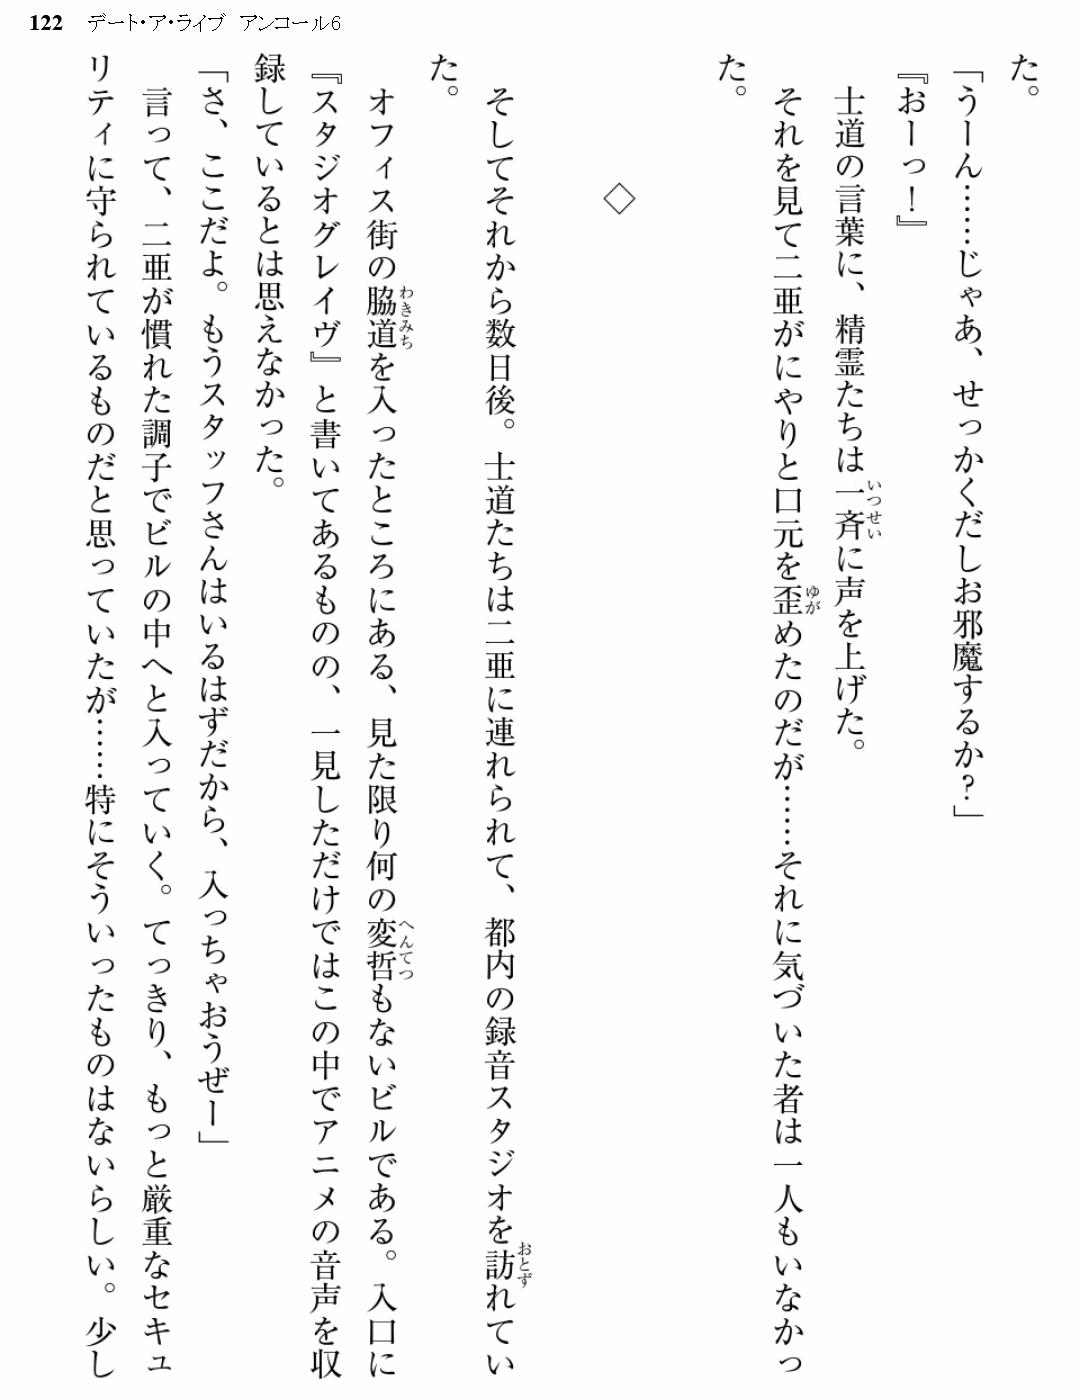 122 デート・ア・ライブ アンコール6
た。
「うーん……じゃあ、せっかくだしお邪魔するか?」
『おーっ!』
士道の言葉に、精霊たちは一斉に声を上げた。
それを見て二亜がにやりと口元を歪めたのだが……それに気づいた者は一人もいなかっ
た。
◇
そしてそれから数日後。士道たちは二亜に連れられて、都内の録音スタジオを訪れてい
た。
オフィス街の脇道を入ったところにある、見た限り何の変哲もないビルである。入口に
『スタジオグレイヴ』と書いてあるものの、一見しただけではこの中でアニメの音声を収
録しているとは思えなかった。
「さ、ここだよ。もうスタッフさんはいるはずだから、入っちゃおうぜー」
言って、二亜が慣れた調子でビルの中へと入っていく。てっきり、もっと厳重なセキュ
リティに守られているものだと思っていたが……特にそういったものはないらしい。少し